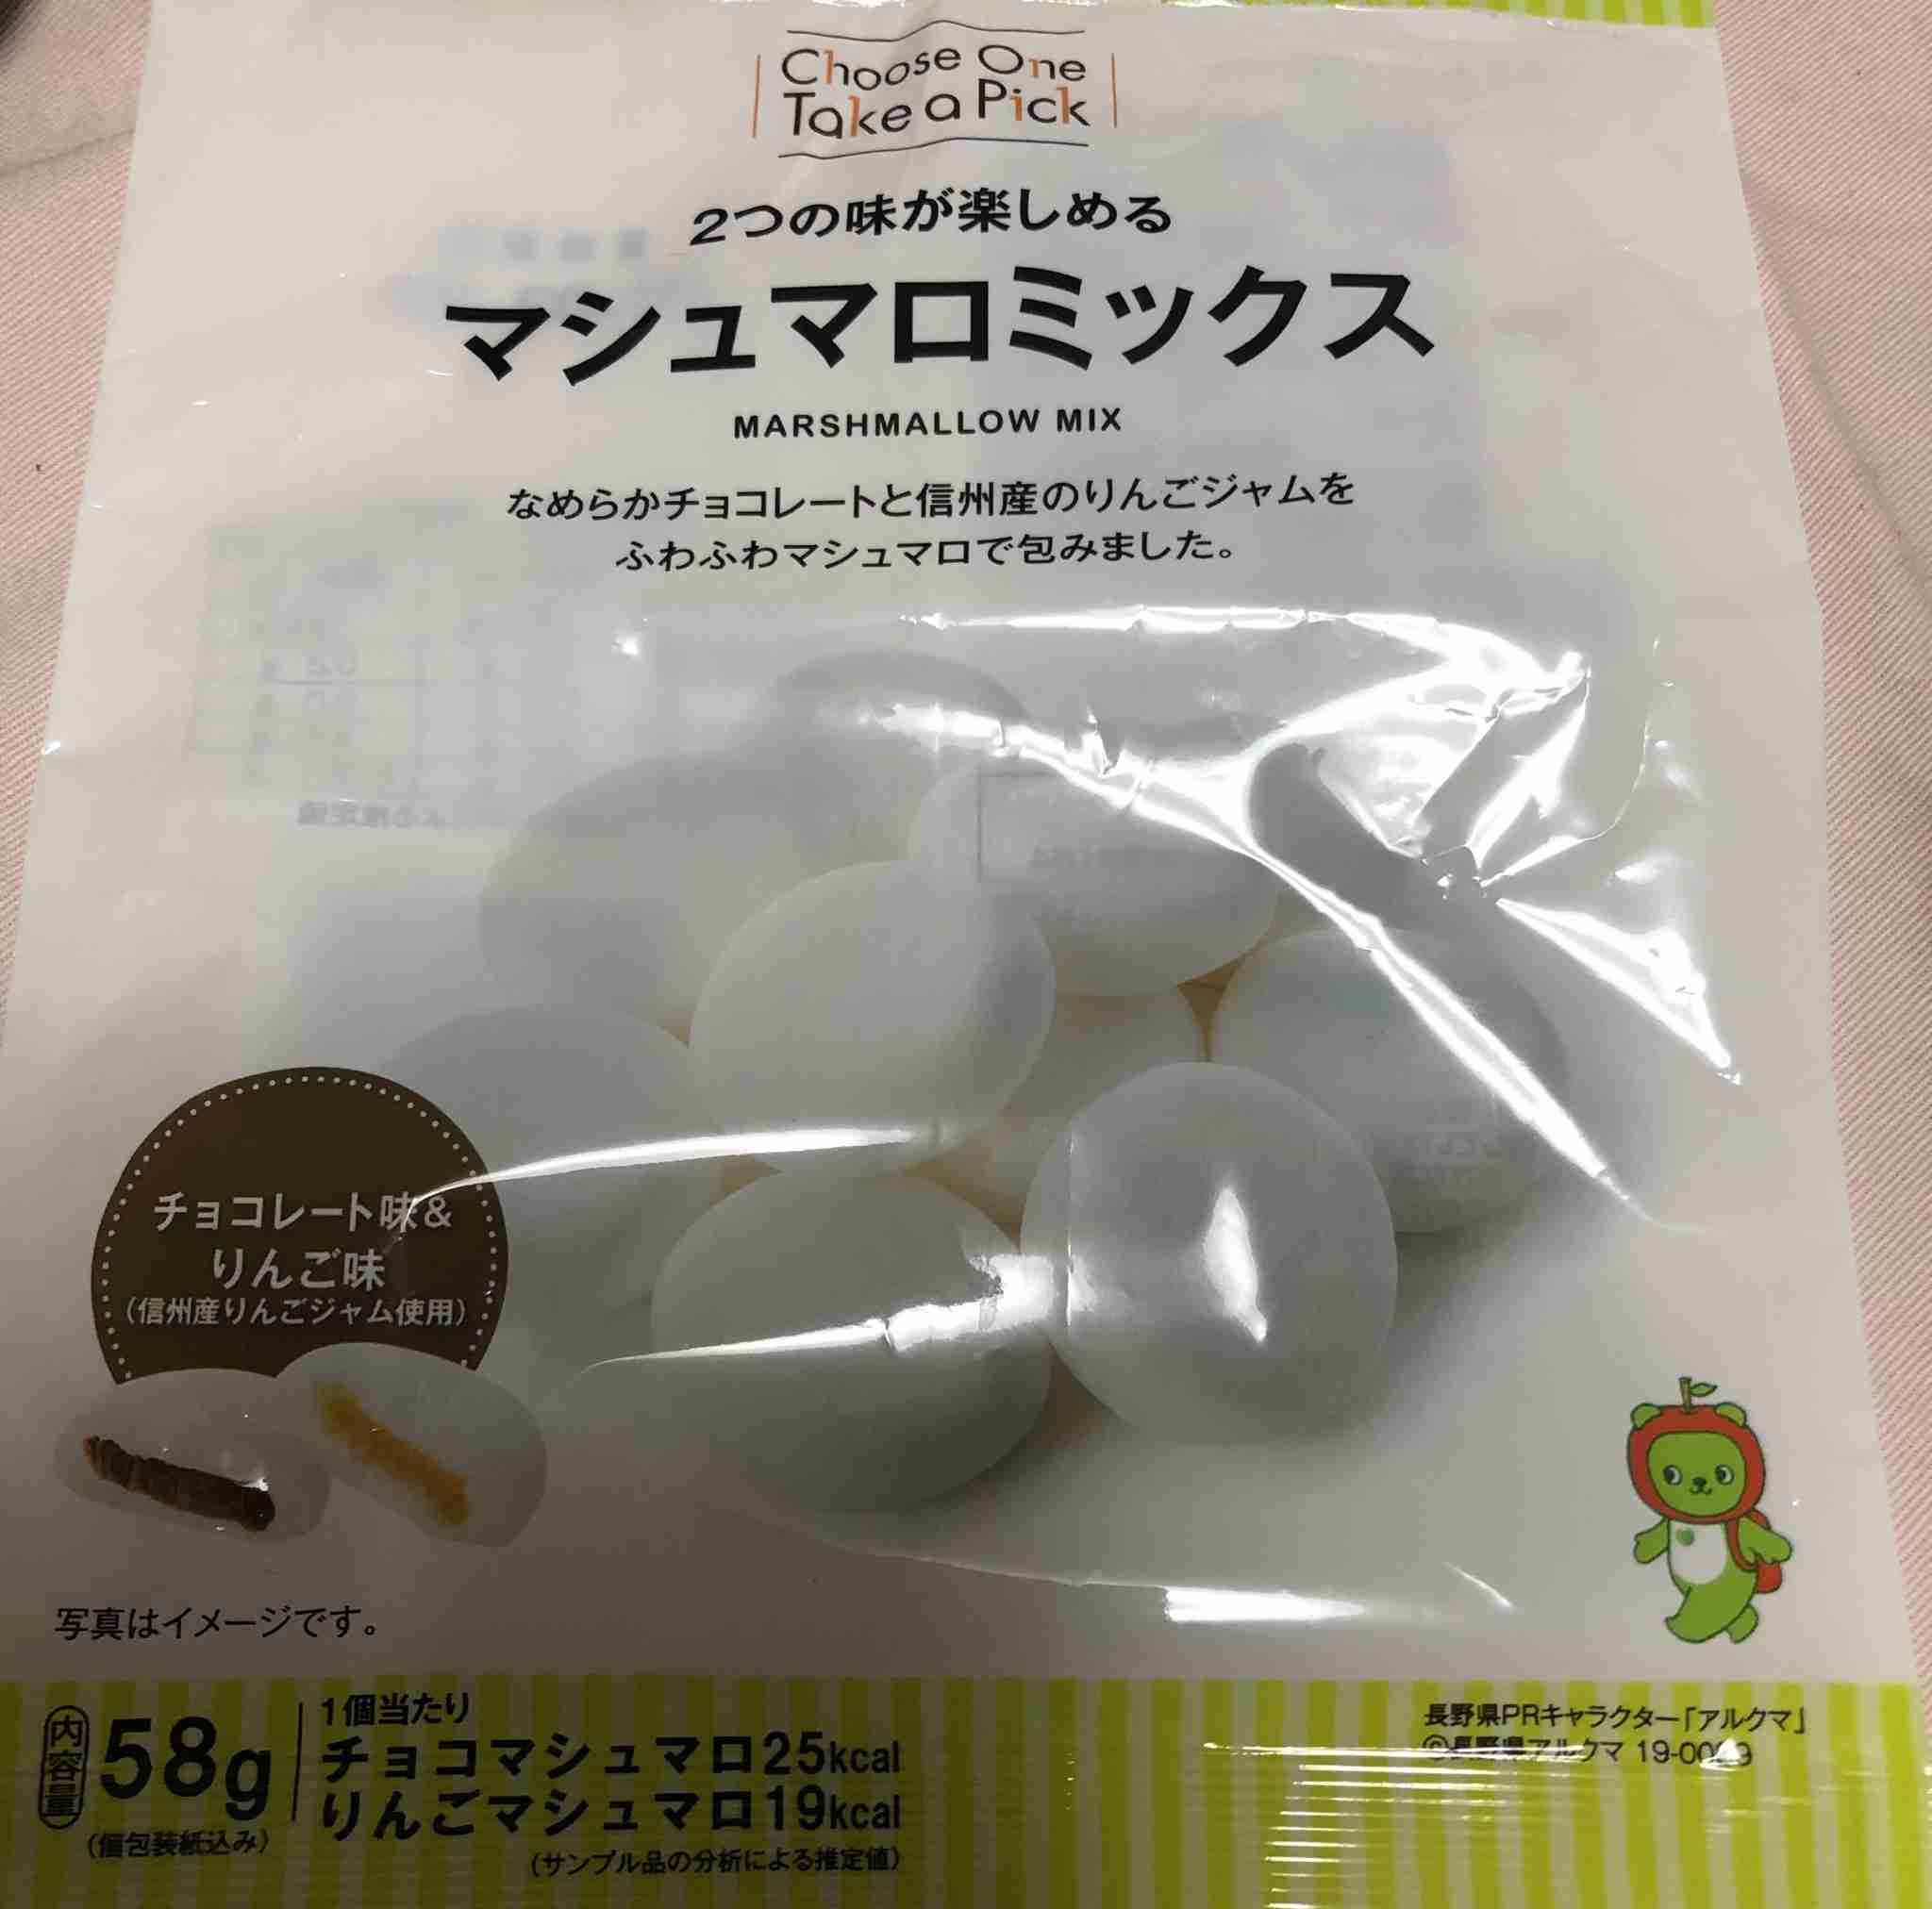 Choose One
Take a Pick
2つの味が楽しめる
マシュマロミックス
MARSHMALLOW MIX
なめらかチョコレートと信州産のりんごジャムを
ふわふわマシュマロで包みました。
チョコレート味&
りんご味
(信州産りんごジャム使用)
写真はイメージです。
内容量
58g
(個包装紙込み)
1個当たり
チョコマシュマロ25kcal
りんごマシュマロ19kcal
(サンプル品の分析による推定値)
長野県PRキャラクター「アルクマ」
©長野県アルクマ